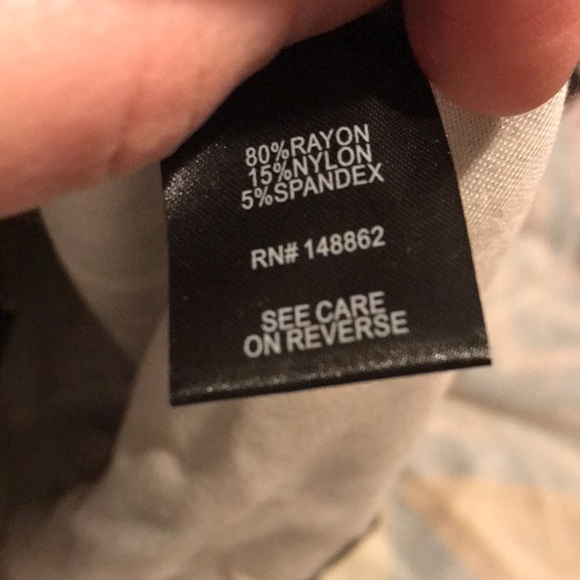 80%RAYON
15%NYLON
5%SPANDEX
RN# 148862
SEE CARE
ON REVERSE